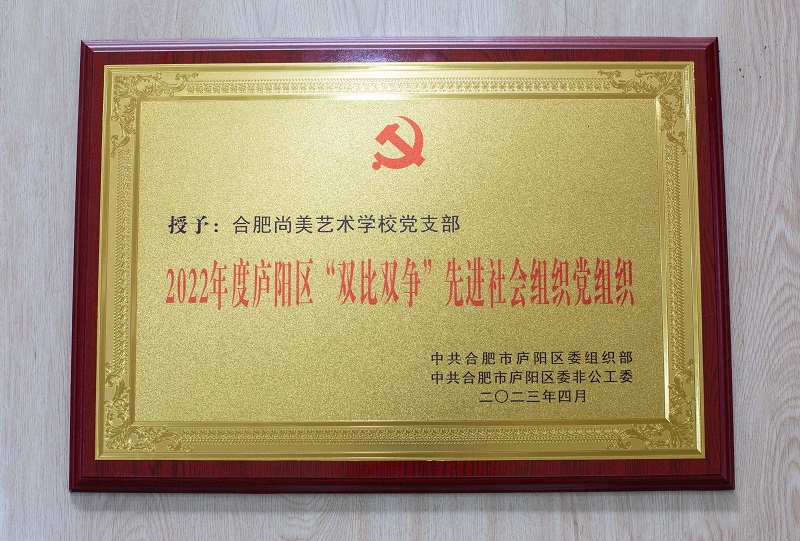 授予：合肥尚美艺术学校党支部
2022年度庐阳区“双比双争”先进社会组织党组织
中共合肥市庐阳区委组织部
中共合肥市庐阳区委非公工委
二〇二三年四月